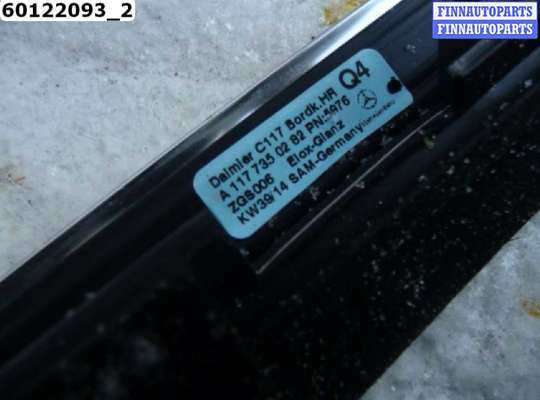 60122093_2
FINNAUTOPARTS
FINNAUTOPARTS
Daimler C117 Bordk.HR Q4
A 117 735 02 82 PN:5976
ZGS006 Elox-Glanz
KW39/14 SAM-Germany